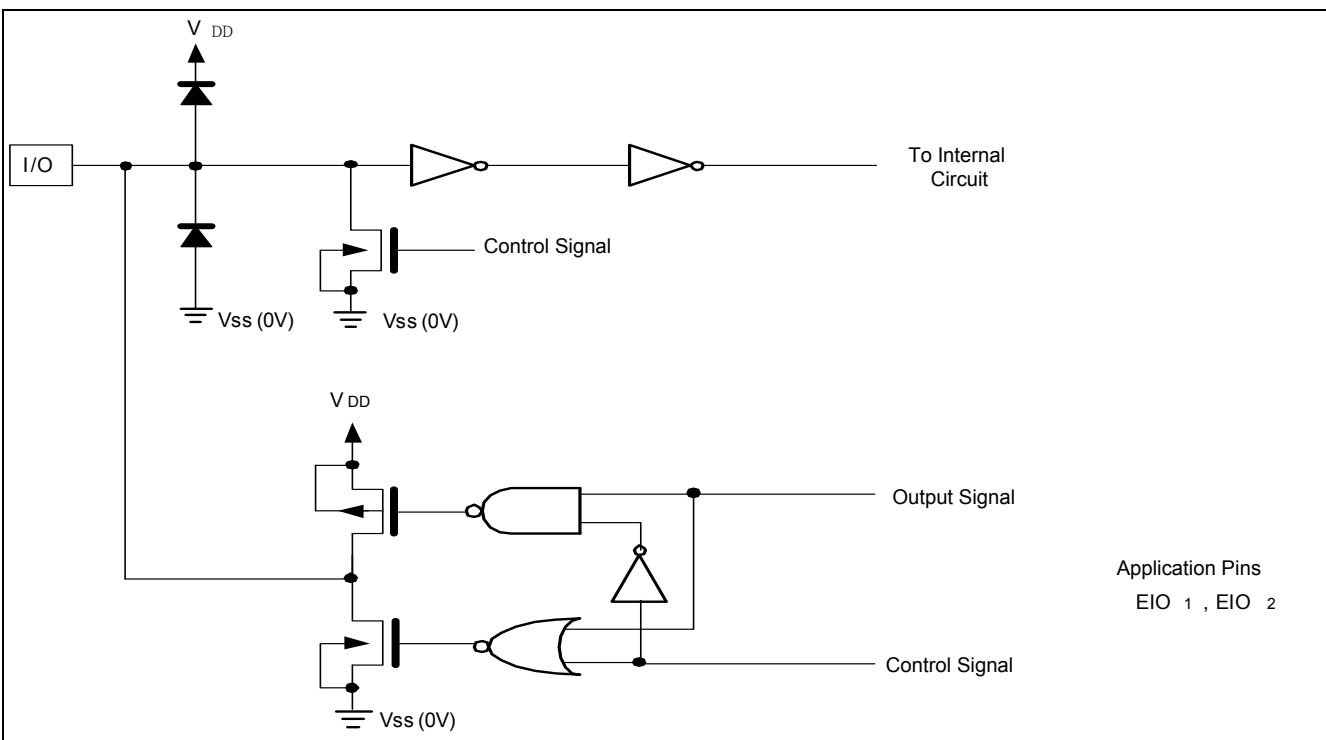 V DD
I/O
To Internal
Circuit
Control Signal
Vss (0V)
Vss (0V)
V DD
Output Signal
Application Pins
EIO 1 , EIO 2
Control Signal
Vss (0V)